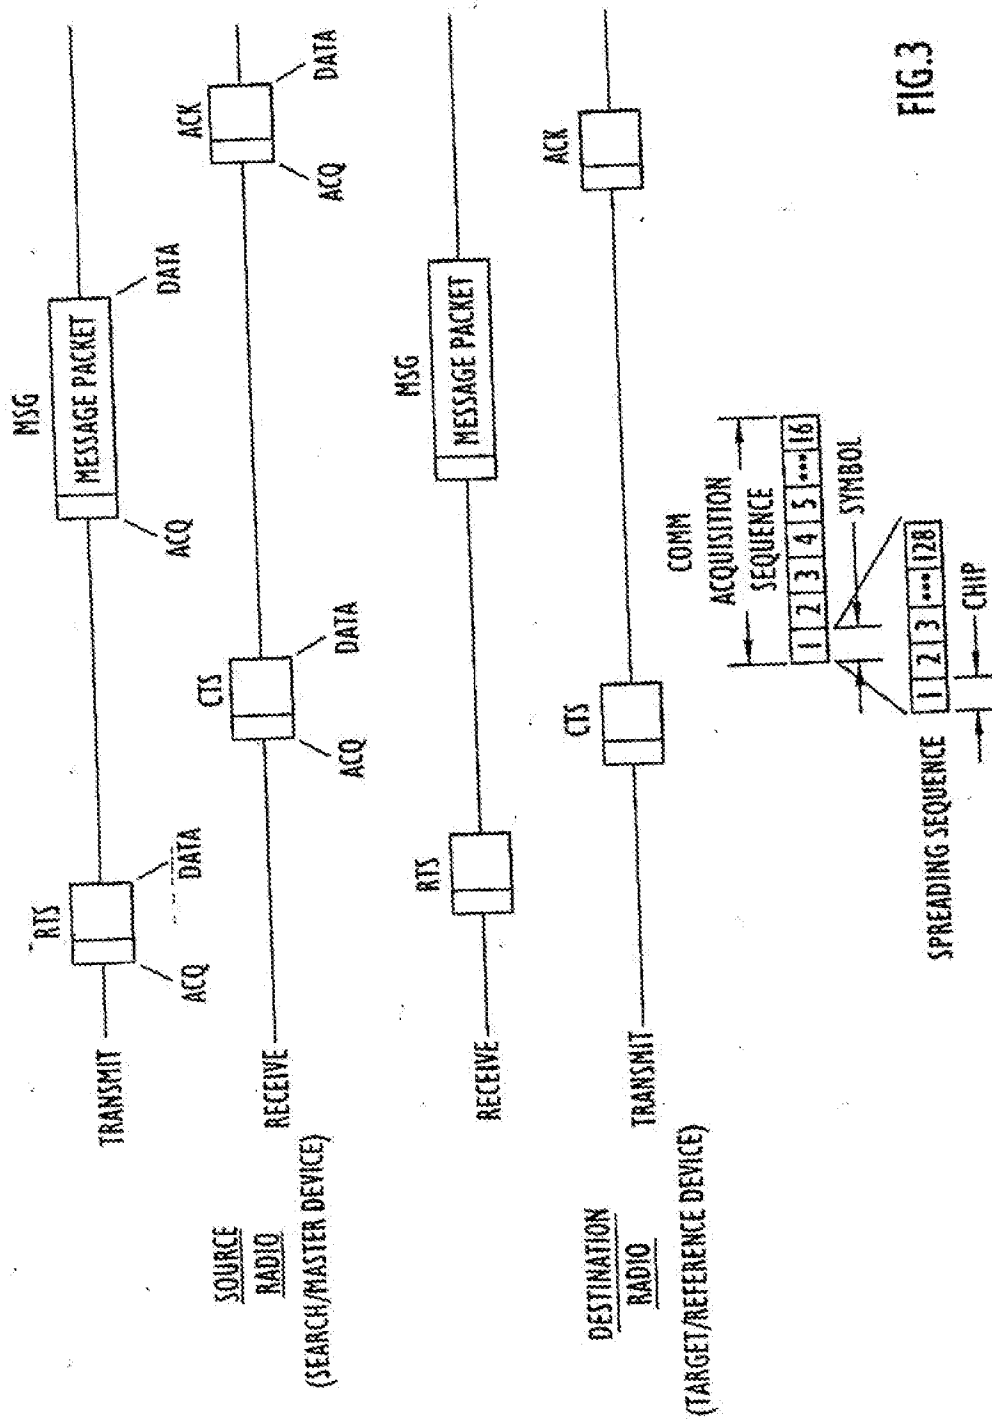 RTS
MSG
TRANSMIT
MESSAGE PACKET
ACQ
DATA
ACQ
DATA
CTS
ACK
SOURCE
RADIO
(SEARCH/MASTER DEVICE)
RECEIVE
ACQ
DATA
ACQ
DATA
RTS
MSG
RECEIVE
MESSAGE PACKET
CTS
ACK
DESTINATION
RADIO
(TARGET/REFERENCE DEVICE)
TRANSMIT
COMM
ACQUISITION
SEQUENCE
1 2 3 4 5 ••• 16
SYMBOL
SPREADING SEQUENCE
1 2 3 ••• 128
CHIP
FIG.3